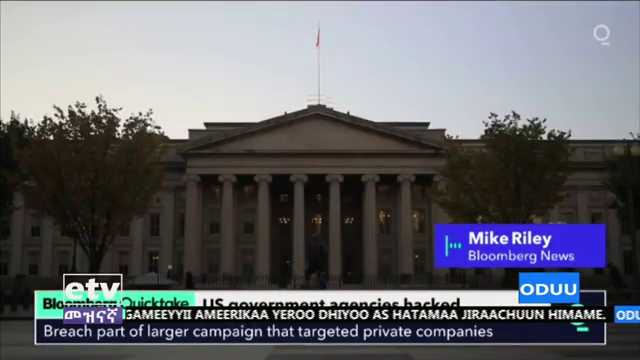 Mike Riley
Bloomberg News
etv
Bloomberg Quicktake
US government agencies hacked
ODUU
መዝናኛ
GAMEEYYII AMEERIKAA YEROO DHIYOO AS HATAMAA JIRAACHUUN HIMAME.
ODU
Breach part of larger campaign that targeted private companies